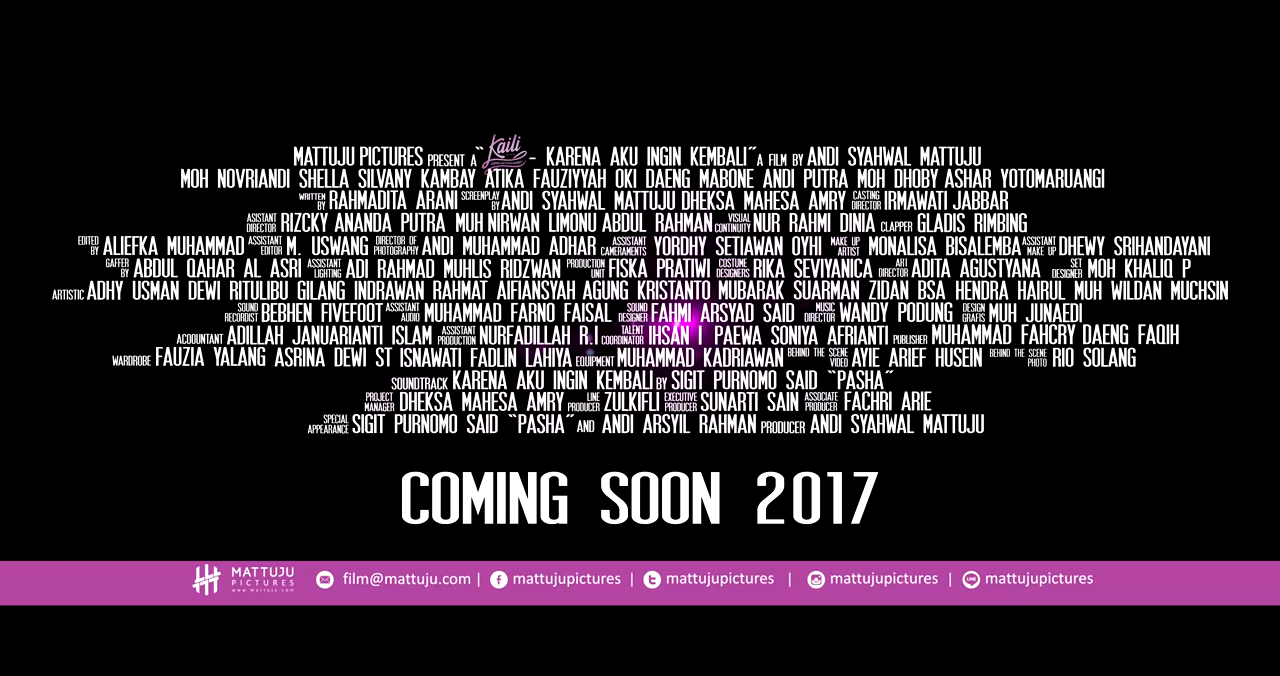 MATTUJU PICTURES PRESENT A “Kaili - KARENA AKU INGIN KEMBALI” A FILM BY ANDI SYAHWAL MATTUJU
MOH NOVRIANDI SHELLA SILVANY KAMBAY ATIKA FAUZIYYAH OKI DAENG MABONE ANDI PUTRA MOH DHOBY ASHAR YOTOMARUANGI
WRITTEN BY RAHMADITA ARANI SCREENPLAY BY ANDI SYAHWAL MATTUJU DHEKSA MAHESA AMRY CASTING DIRECTOR IRMAWATI JABBAR
ASISTANT DIRECTOR RIZCKY ANANDA PUTRA MUH NIRWAN LIMONU ABDUL RAHMAN VISUAL CONTINUITY NUR RAHMI DINIA CLAPPER GLADIS RIMBING
EDITED BY ALIEFKA MUHAMMAD ASSISTANT EDITOR M. USWANG DIRECTOR OF PHOTOGRAPHY ANDI MUHAMMAD ADHAR ASSISTANT CAMERAMENTS YORDHY SETIAWAN OYHI MAKE UP ARTIST MONALISA BISALEMBA ASSISTANT MAKE UP DHEWY SRIHANDAYANI
GAFFER BY ABDUL QAHAR AL ASRI ASSISTANT LIGHTING ADI RAHMAD MUHLIS RIDZWAN PRODUCTION UNIT FISKA PRATIWI COSTUME DESIGNERS RIKA SEVIYANICA ART DIRECTOR ADITA AGUSTYANA SET DESIGNER MOH KHALIQ P
ARTISTIC ADHY USMAN DEWI RITULIBU GILANG INDRAWAN RAHMAT AIFIANSYAH AGUNG KRISTANTO MUBARAK SUARMAN ZIDAN BSA HENDRA HAIRUL MUH WILDAN MUCHSIN
SOUND RECORDIST BEBHEN FIVEFOOT ASSISTANT AUDIO MUHAMMAD FARNO FAISAL SOUND DESIGNER FAHMI ARSYAD SAID MUSIC DIRECTOR WANDY PODUNG DESIGN GRAFIS MUH JUNAEDI
ACOOUNTANT ADILLAH JANUARIANTI ISLAM ASSISTANT PRODUCTION NURFADILLAH R.I TALENT COORDINATOR IHSAN I PAEWA SONIYA AFRIANTI PUBLISHER MUHAMMAD FAHCRY DAENG FAQIH
WARDROBE FAUZIA YALANG ASRINA DEWI ST ISNAWATI FADLIN LAHIYA EQUIPMENT MUHAMMAD KADRIAWAN BEHIND THE SCENE VIDEO AYIE ARIEF HUSEIN BEHIND THE SCENE PHOTO RIO SOLANG
SOUNDTRACK KARENA AKU INGIN KEMBALI BY SIGIT PURNOMO SAID “PASHA”
PROJECT MANAGER DHEKSA MAHESA AMRY LINE PRODUCER ZULKIFLI EXECUTIVE PRODUCER SUNARTI SAIN ASSOCIATE PRODUCER FACHRI ARIE
SPECIAL APPEARANCE SIGIT PURNOMO SAID “PASHA” AND ANDI ARSYIL RAHMAN PRODUCER ANDI SYAHWAL MATTUJU
COMING SOON 2017
MATTUJU PICTURES www.mattuju.com film@mattuju.com | mattujupictures | mattujupictures | mattujupictures | LINE mattujupictures